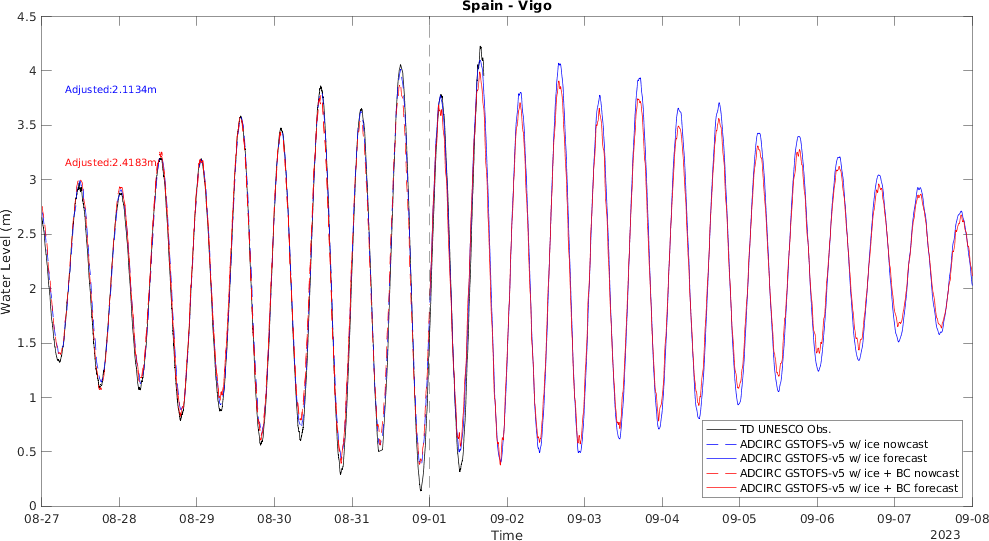 Spain - Vigo
4.5
4
3.5
3
2.5
2
1.5
1
0.5
0
Water Level (m)
Adjusted:2.1134m
Adjusted:2.4183m
TD UNESCO Obs.
ADCIRC GSTOFS-v5 w/ ice nowcast
ADCIRC GSTOFS-v5 w/ ice forecast
ADCIRC GSTOFS-v5 w/ ice + BC nowcast
ADCIRC GSTOFS-v5 w/ ice + BC forecast
08-27 08-28 08-29 08-30 08-31 09-01 09-02 09-03 09-04 09-05 09-06 09-07 09-08
Time
2023